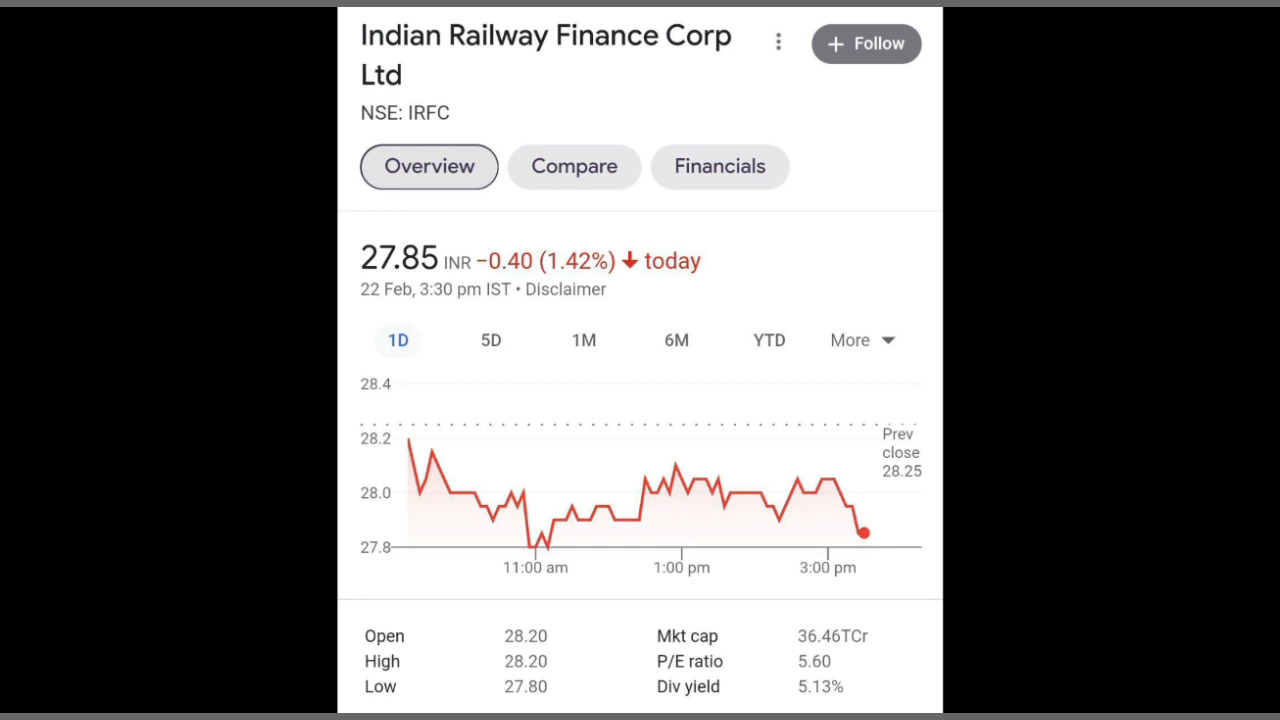 Indian Railway Finance Corp
Ltd
+ Follow
NSE: IRFC
Overview Compare Financials
27.85 INR −0.40 (1.42%) ↓ today
22 Feb, 3:30 pm IST • Disclaimer
1D 5D 1M 6M YTD More
28.4
28.2
28.0
27.8
Prev
close
28.25
11:00 am 1:00 pm 3:00 pm
Open 28.20 Mkt cap 36.46TCr
High 28.20 P/E ratio 5.60
Low 27.80 Div yield 5.13%